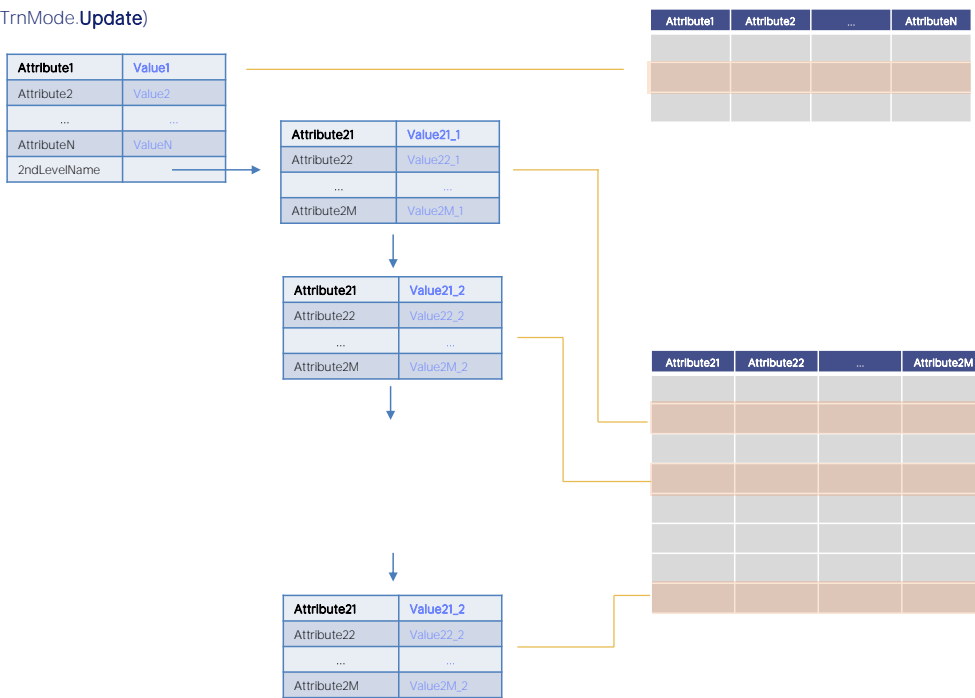 TrnMode.Update)
Attribute1 Attribute2 ... AttributeN
Attribute1 Value1
Attribute2 Value2
... ...
AttributeN ValueN
2ndLevelName
Attribute21 Value21_1
Attribute22 Value22_1
... ...
Attribute2M Value2M_1
Attribute21 Value21_2
Attribute22 Value22_2
... ...
Attribute2M Value2M_2
Attribute21 Attribute22 ... Attribute2M
Attribute21 Value21_2
Attribute22 Value22_2
... ...
Attribute2M Value2M_2